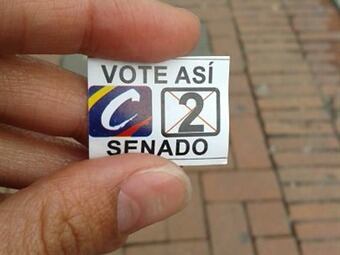 VOTE ASÍ
C 2
SENADO